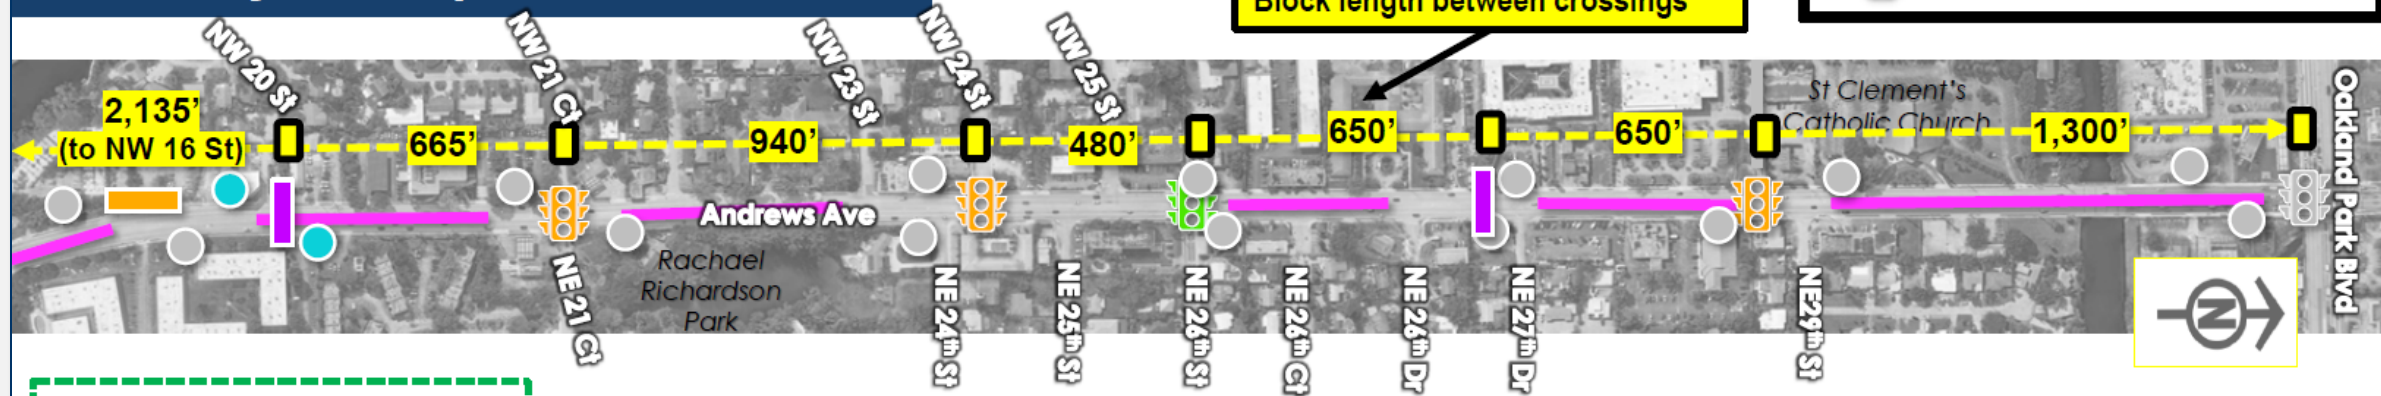 Block length between crossings
NW 20 St
NW 21 Ct
NW 23 St
NW 24 St
NW 25 St
2,135’
(to NW 16 St)
665’
940’
480’
650’
650’
1,300’
St Clement's
Catholic Church
Oakland Park Blvd
Andrews Ave
Rachael
Richardson
Park
NE 21 Ct
NE 24th St
NE 25th St
NE 26th St
NE 26th Ct
NE 26th Dr
NE 27th Dr
NE 29th St
N